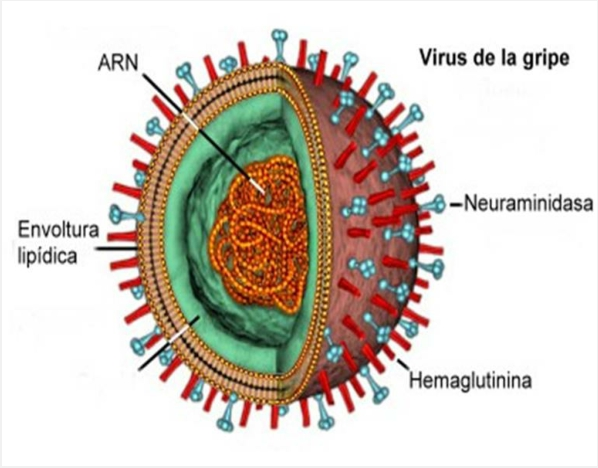 Virus de la gripe
ARN
Neuraminidasa
Envoltura
lipídica
Hemaglutinina